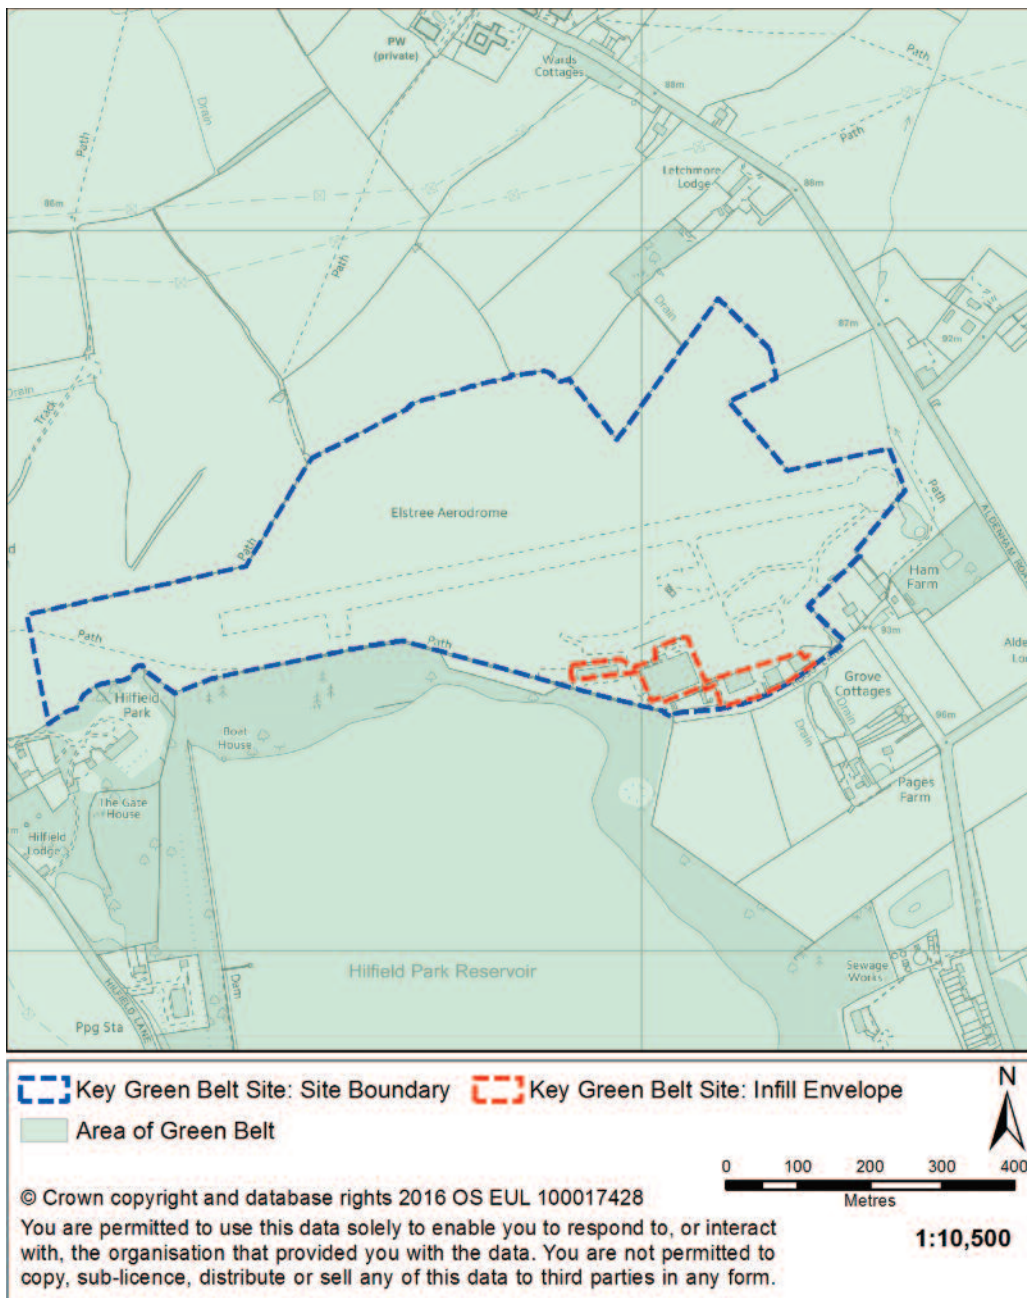 PW
(private)
Wards
Cottages
88m
Path
Path
Drain
Path
Letchmore
Lodge
88m
86m
Path
Drain
87m
92m
Drain
Track
Path
Elstree Aerodrome
ALDENHAM ROAD
Path
Ham
Farm
Path
Path
93m
Grove
Cottages
Hilfield
Park
Boat
House
Drain
Drain
96m
Pages
Farm
The Gate
House
Hilfield
Lodge
Hilfield Park Reservoir
Sewage
Works
Dam
HILFIELD LANE
Ppg Sta
Key Green Belt Site: Site Boundary
Key Green Belt Site: Infill Envelope
N
Area of Green Belt
0 100 200 300 400
Metres
© Crown copyright and database rights 2016 OS EUL 100017428
You are permitted to use this data solely to enable you to respond to, or interact
with, the organisation that provided you with the data. You are not permitted to
copy, sub-licence, distribute or sell any of this data to third parties in any form.
1:10,500